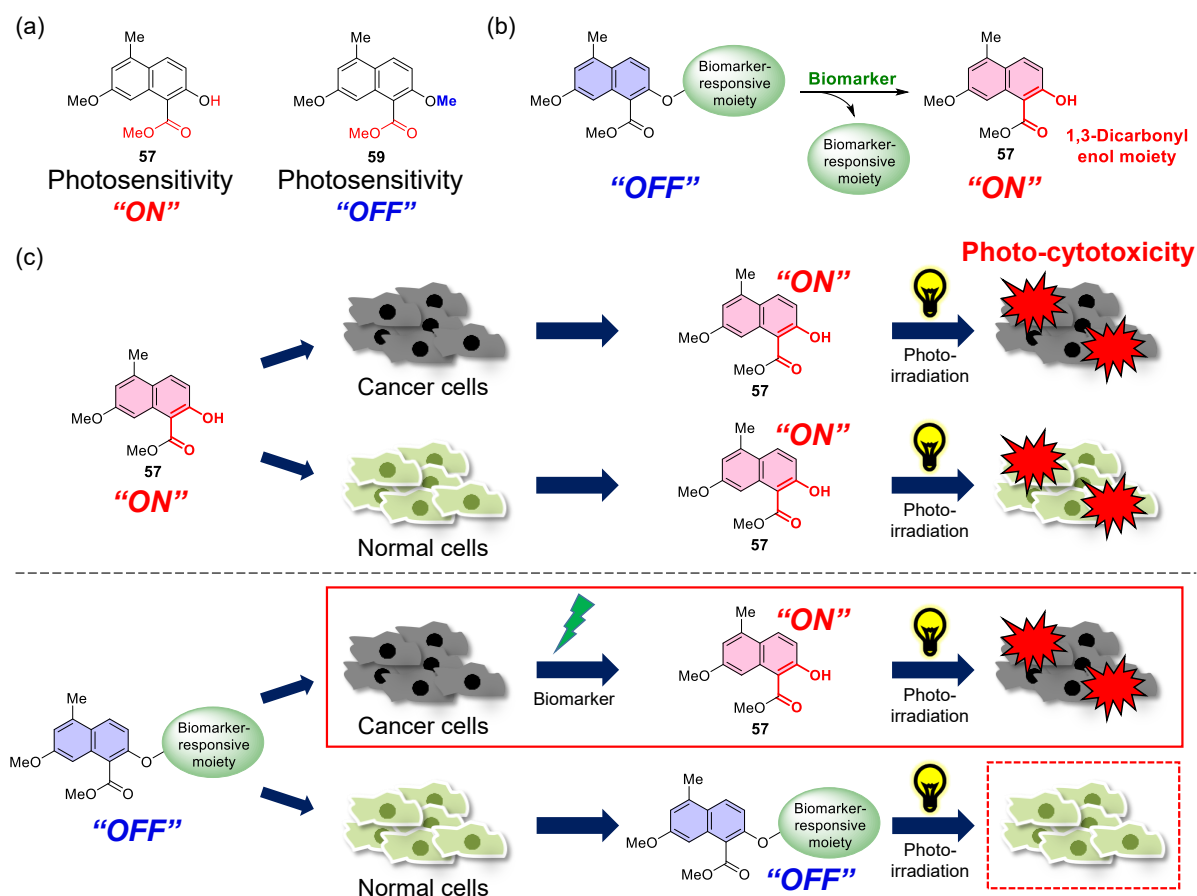 (a)
Me
MeO
OH
MeO
O
57
Photosensitivity
“ON”
Me
MeO
OMe
MeO
O
59
Photosensitivity
“OFF”
(b)
Me
MeO
O
MeO
O
Biomarker-
responsive
moiety
“OFF”
Biomarker
Biomarker-
responsive
moiety
Me
MeO
OH
MeO
O
57
1,3-Dicarbonyl
enol moiety
“ON”
(c)
Me
MeO
OH
MeO
O
57
“ON”
Cancer cells
Me
“ON”
MeO
OH
MeO
O
57
Photo-
irradiation
Photo-cytotoxicity
Normal cells
Me
“ON”
MeO
OH
MeO
O
57
Photo-
irradiation
Me
MeO
O
MeO
O
Biomarker-
responsive
moiety
“OFF”
Cancer cells
Biomarker
Me
“ON”
MeO
OH
MeO
O
57
Photo-
irradiation
Normal cells
Me
MeO
O
MeO
O
Biomarker-
responsive
moiety
“OFF”
Photo-
irradiation